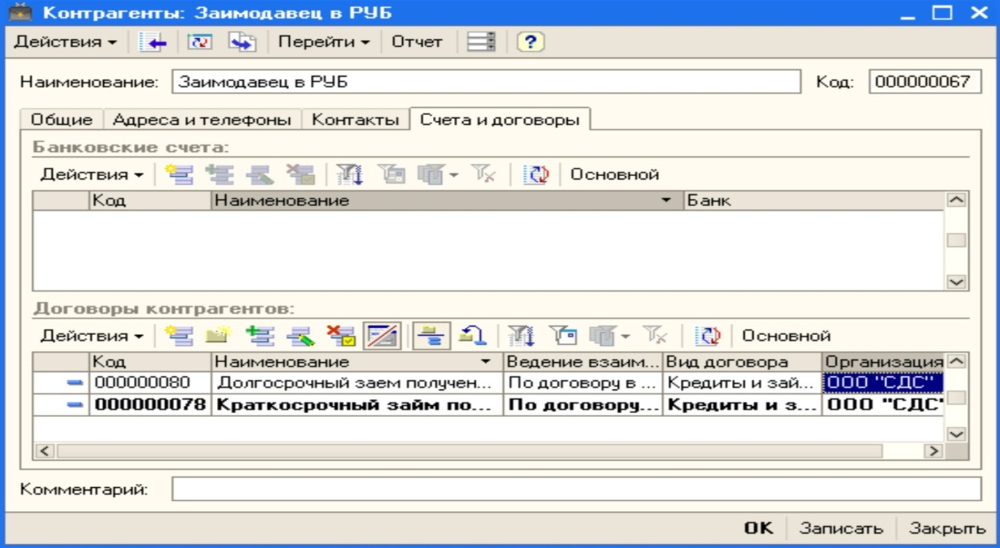 Контрагенты: Заимодавец в РУБ
Действия Перейти Отчет ?
Наименование: Заимодавец в РУБ Код: 000000067
Общие Адреса и телефоны Контакты Счета и договоры
Банковские счета:
Действия Основной
Код Наименование Банк
Договоры контрагентов:
Действия Основной
Код Наименование Ведение взаим... Вид договора Организация
000000080 Долгосрочный заем получен... По договору в ... Кредиты и зай... ООО "СДС"
000000078 Краткосрочный займ по... По договору... Кредиты и з... ООО "СДС"
Комментарий:
OK Записать Закрыть